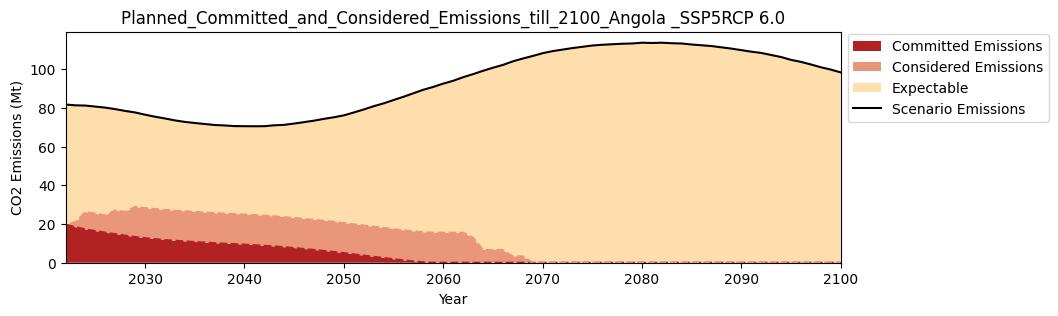 Planned_Committed_and_Considered_Emissions_till_2100_Angola _SSP5RCP 6.0
Committed Emissions
Considered Emissions
Expectable
Scenario Emissions
CO2 Emissions (Mt)
100
80
60
40
20
0
2030 2040 2050 2060 2070 2080 2090 2100
Year